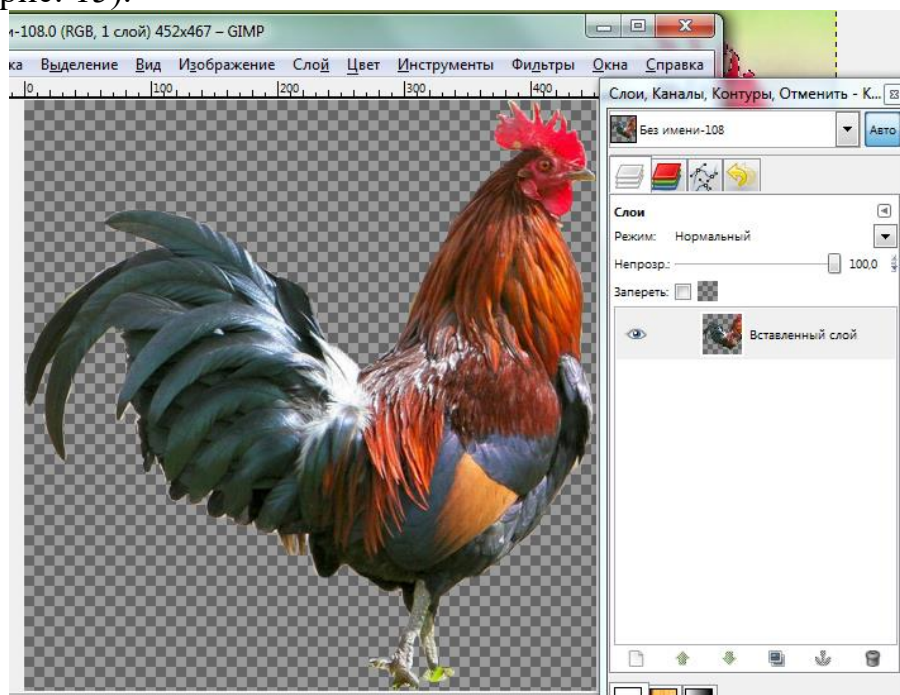 рис. 15).
и-108.0 (RGB, 1 слой) 452x467 – GIMP
ка Выделение Вид Изображение Слой Цвет Инструменты Фильтры Окна Справка
0 100 200 300 400
Слои, Каналы, Контуры, Отменить - К...
Без имени-108 Авто
Слои
Режим: Нормальный
Непрозр.: 100,0
Запереть:
Вставленный слой